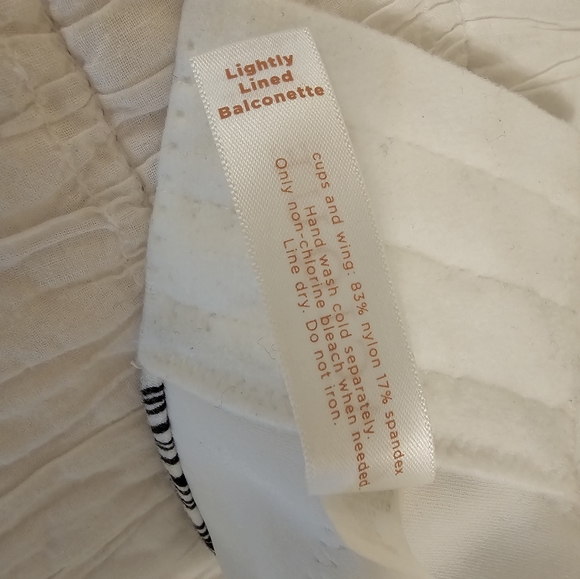 Lightly
Lined
Balconette
cups and wing: 83% nylon 17% spandex
Hand wash cold separately.
Only non-chlorine bleach when needed.
Line dry. Do not iron.